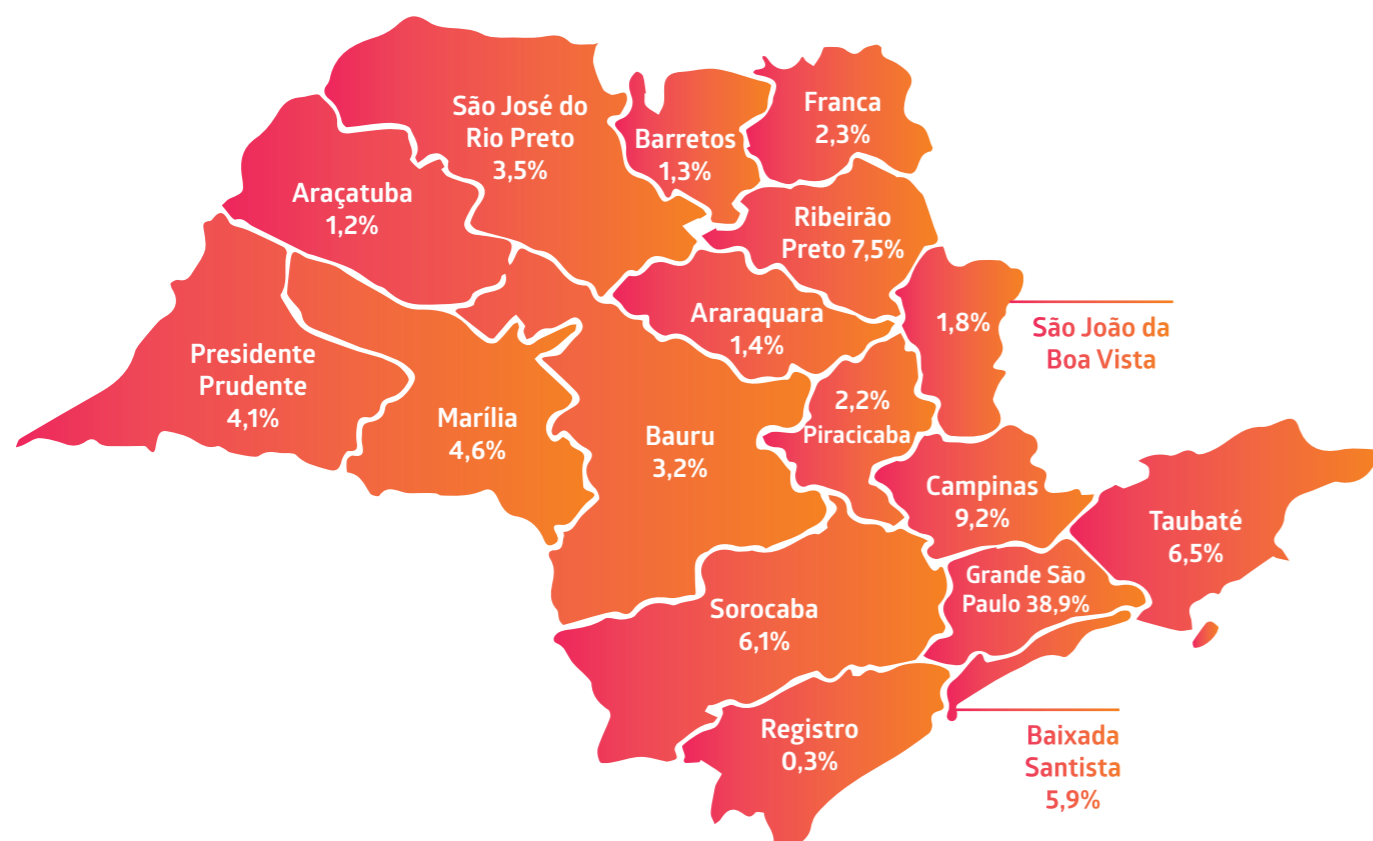 São José do
Rio Preto
3,5%
Barretos
1,3%
Franca
2,3%
Araçatuba
1,2%
Ribeirão
Preto 7,5%
Araraquara
1,4%
1,8%
São João da
Boa Vista
Presidente
Prudente
4,1%
Marília
4,6%
Bauru
3,2%
2,2%
Piracicaba
Campinas
9,2%
Taubaté
6,5%
Grande São
Paulo 38,9%
Sorocaba
6,1%
Registro
0,3%
Baixada
Santista
5,9%